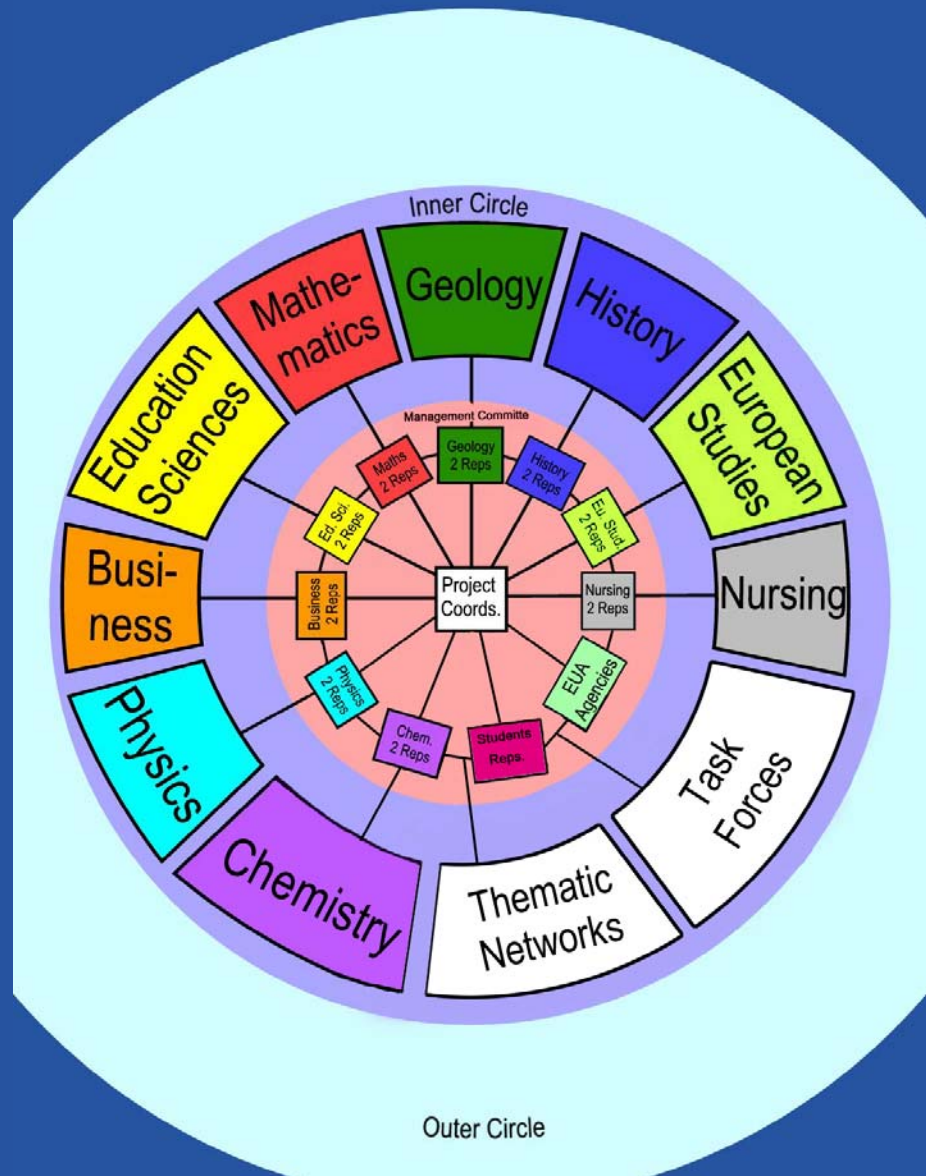 Inner Circle
Geology
Mathe-
matics
History
Education
Sciences
European
Studies
Management Committe
Geology
2 Reps
Maths
2 Reps
History
2 Reps
Ed. Sci.
2 Reps
Eu. Stud.
2 Reps
Busi-
ness
Business
2 Reps
Project
Coords.
Nursing
2 Reps
Nursing
Physics
Physics
2 Reps
EUA
Agencies
Chem.
2 Reps
Students
Reps.
Task
Forces
Chemistry
Thematic
Networks
Outer Circle